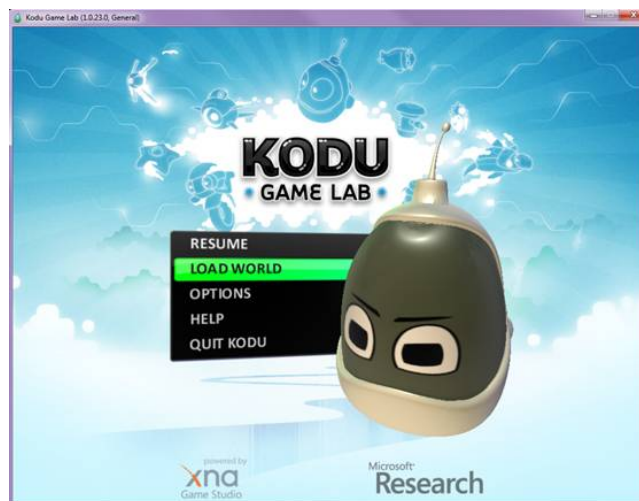 Kodu Game Lab (1.0.23.0, General)
KODU
GAME LAB
RESUME
LOAD WORLD
OPTIONS
HELP
QUIT KODU
powered by
xna
Game Studio
Microsoft
Research